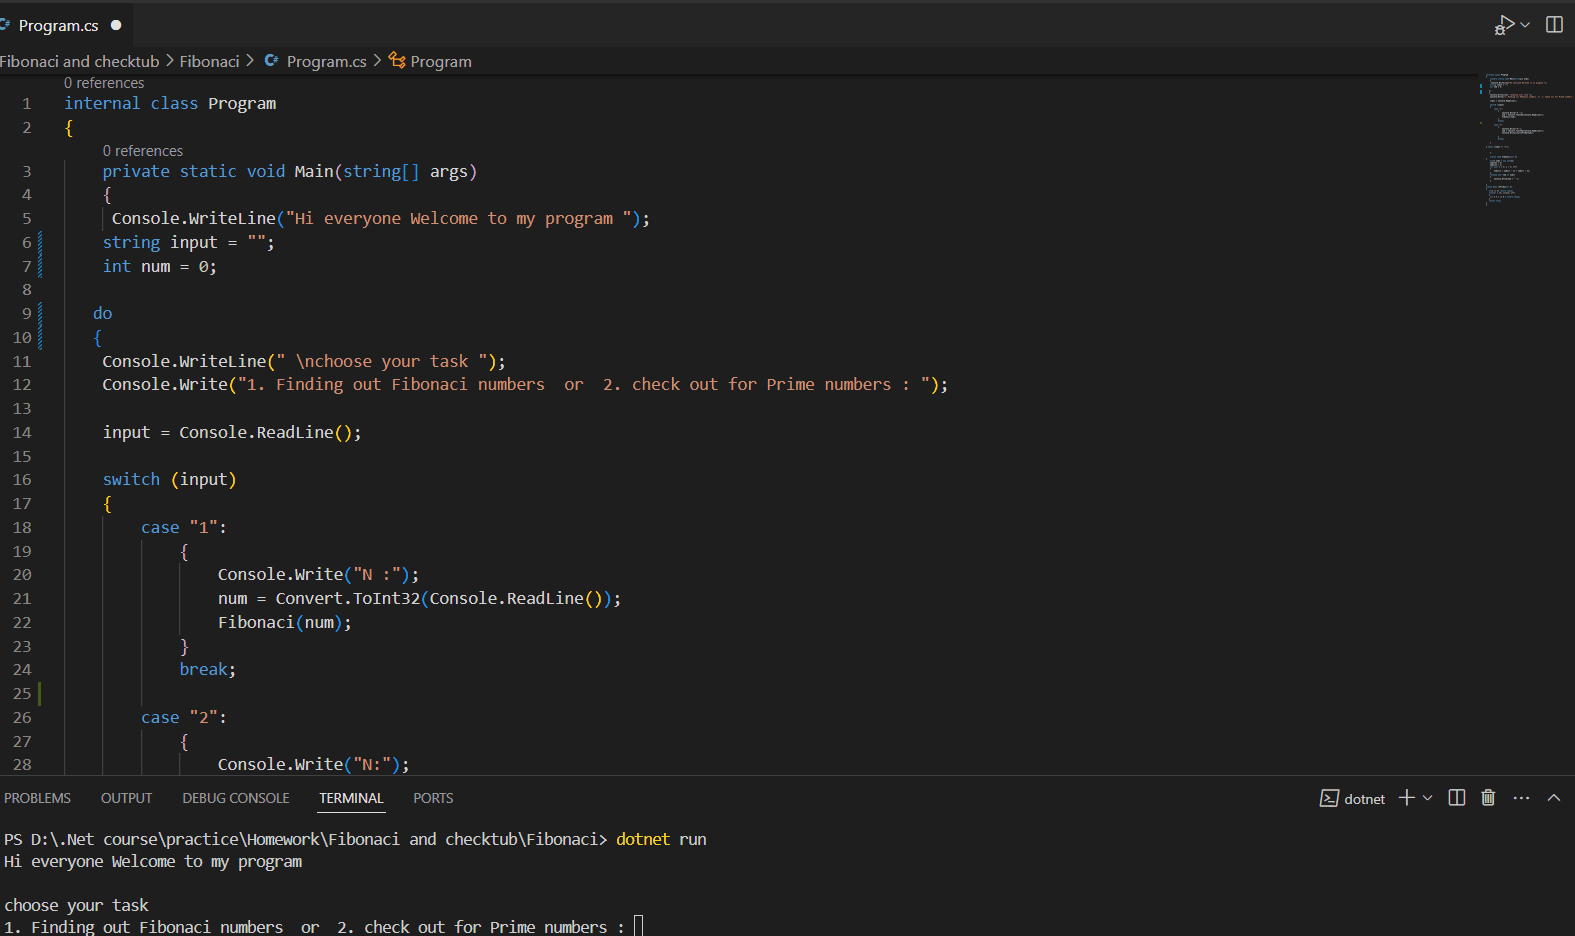 C# Program.cs ●
Fibonaci and checktub > Fibonaci > C# Program.cs > Program
0 references
1 internal class Program
2 {
0 references
3 private static void Main(string[] args)
4 {
5 Console.WriteLine("Hi everyone Welcome to my program ");
6 string input = "";
7 int num = 0;
8
9 do
10 {
11 Console.WriteLine(" \nchoose your task ");
12 Console.Write("1. Finding out Fibonaci numbers  or  2. check out for Prime numbers : ");
13
14 input = Console.ReadLine();
15
16 switch (input)
17 {
18 case "1":
19 {
20 Console.Write("N :");
21 num = Convert.ToInt32(Console.ReadLine());
22 Fibonaci(num);
23 }
24 break;
25
26 case "2":
27 {
28 Console.Write("N:");
PROBLEMS OUTPUT DEBUG CONSOLE TERMINAL PORTS dotnet
PS D:\.Net course\practice\Homework\Fibonaci and checktub\Fibonaci> dotnet run
Hi everyone Welcome to my program
choose your task
1. Finding out Fibonaci numbers  or  2. check out for Prime numbers :